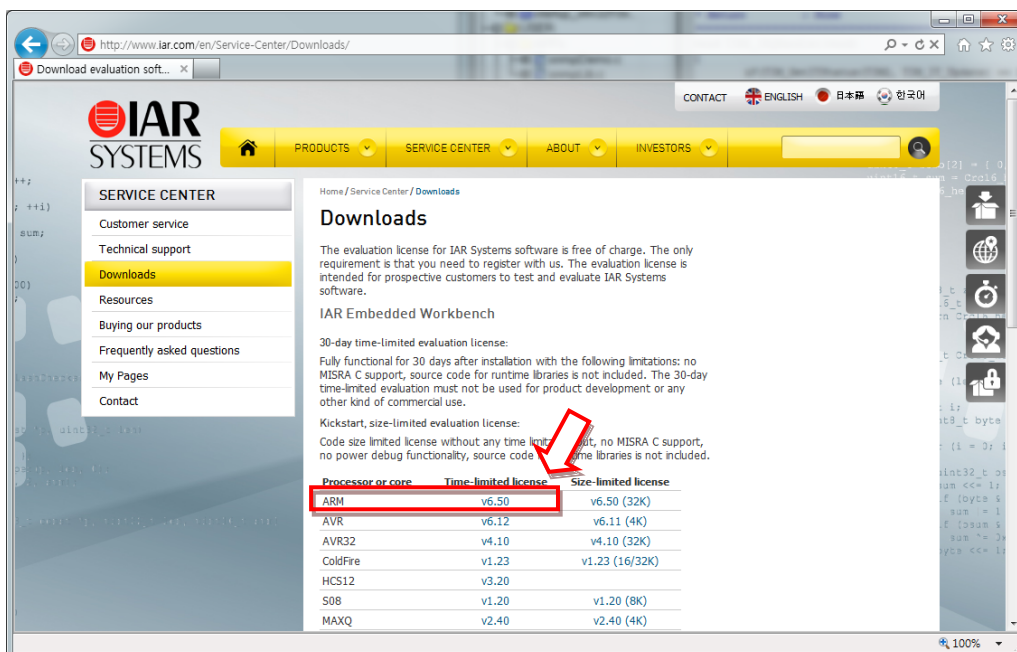 http://www.iar.com/en/Service-Center/Downloads/
Download evaluation soft...
CONTACT ENGLISH 日本語 한국어
IAR
SYSTEMS
PRODUCTS SERVICE CENTER ABOUT INVESTORS
SERVICE CENTER
Customer service
Technical support
Downloads
Resources
Buying our products
Frequently asked questions
My Pages
Contact
Home / Service Center / Downloads
Downloads
The evaluation license for IAR Systems software is free of charge. The only
requirement is that you need to register with us. The evaluation license is
intended for prospective customers to test and evaluate IAR Systems
software.
IAR Embedded Workbench
30-day time-limited evaluation license:
Fully functional for 30 days after installation with the following limitations: no
MISRA C support, source code for runtime libraries is not included. The 30-day
time-limited evaluation must not be used for product development or any
other kind of commercial use.
Kickstart, size-limited evaluation license:
Code size limited license without any time limit but, no MISRA C support,
no power debug functionality, source code libraries is not included.
Processor or core Time-limited license Size-limited license
ARM v6.50 v6.50 (32K)
AVR v6.12 v6.11 (4K)
AVR32 v4.10 v4.10 (32K)
ColdFire v1.23 v1.23 (16/32K)
HCS12 v3.20
S08 v1.20 v1.20 (8K)
MAXQ v2.40 v2.40 (4K)
100%